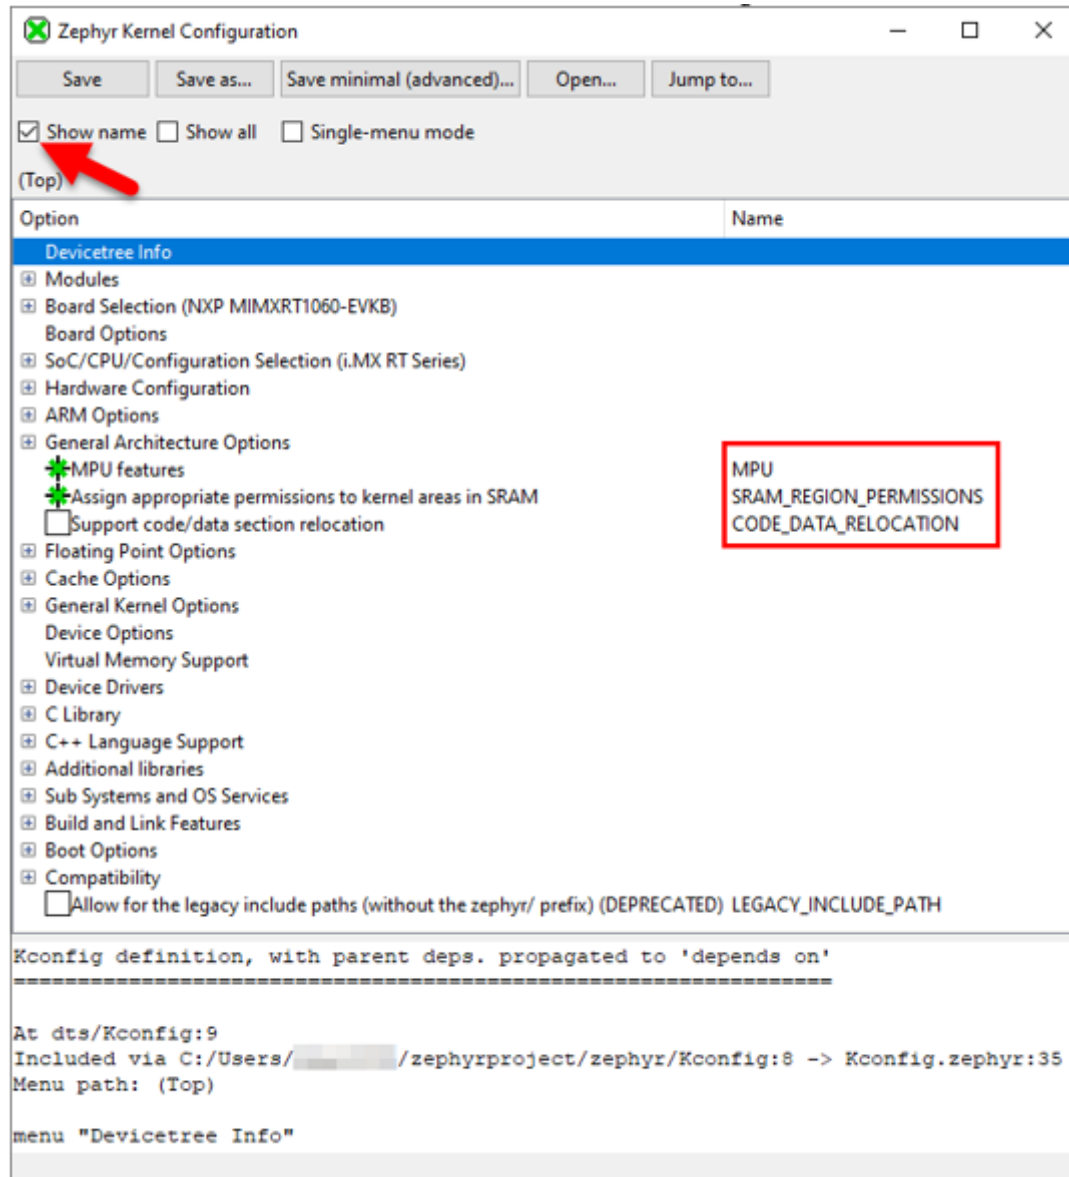 Zephyr Kernel Configuration
Save Save as... Save minimal (advanced)... Open... Jump to...
Show name Show all Single-menu mode
(Top)
Option Name
Devicetree Info
Modules
Board Selection (NXP MIMXRT1060-EVKB)
Board Options
SoC/CPU/Configuration Selection (i.MX RT Series)
Hardware Configuration
ARM Options
General Architecture Options
MPU features MPU
Assign appropriate permissions to kernel areas in SRAM SRAM_REGION_PERMISSIONS
Support code/data section relocation CODE_DATA_RELOCATION
Floating Point Options
Cache Options
General Kernel Options
Device Options
Virtual Memory Support
Device Drivers
C Library
C++ Language Support
Additional libraries
Sub Systems and OS Services
Build and Link Features
Boot Options
Compatibility
Allow for the legacy include paths (without the zephyr/ prefix) (DEPRECATED) LEGACY_INCLUDE_PATH
Kconfig definition, with parent deps. propagated to 'depends on'
================================================================
At dts/Kconfig:9
Included via C:/Users/ /zephyrproject/zephyr/Kconfig:8 -> Kconfig.zephyr:35
Menu path: (Top)
menu "Devicetree Info"